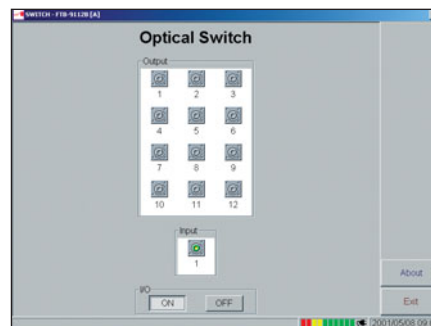 SWITCH - FTB-9112B [A]
Optical Switch
Output
1 2 3
4 5 6
7 8 9
10 11 12
Input
1
I/O
ON OFF
About
Exit
2001/05/08 09: